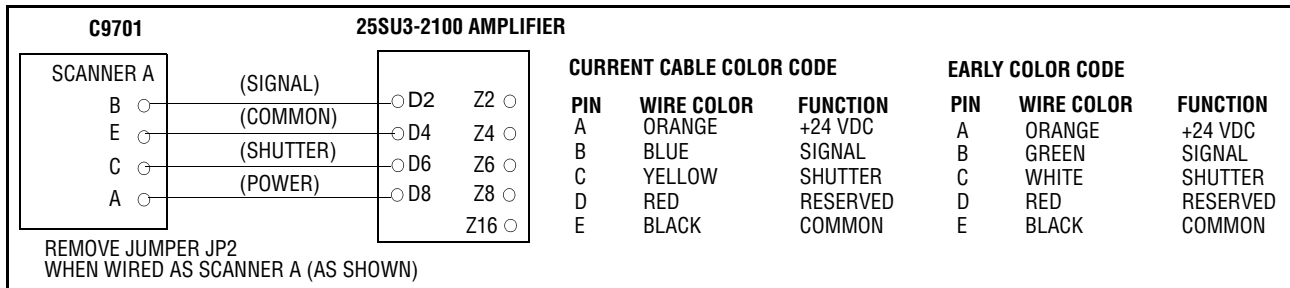 C9701
25SU3-2100 AMPLIFIER
SCANNER A
B (SIGNAL) D2 Z2
E (COMMON) D4 Z4
C (SHUTTER) D6 Z6
A (POWER) D8 Z8
Z16
REMOVE JUMPER JP2
WHEN WIRED AS SCANNER A (AS SHOWN)
CURRENT CABLE COLOR CODE
PIN WIRE COLOR FUNCTION
A ORANGE +24 VDC
B BLUE SIGNAL
C YELLOW SHUTTER
D RED RESERVED
E BLACK COMMON
EARLY COLOR CODE
PIN WIRE COLOR FUNCTION
A ORANGE +24 VDC
B GREEN SIGNAL
C WHITE SHUTTER
D RED RESERVED
E BLACK COMMON